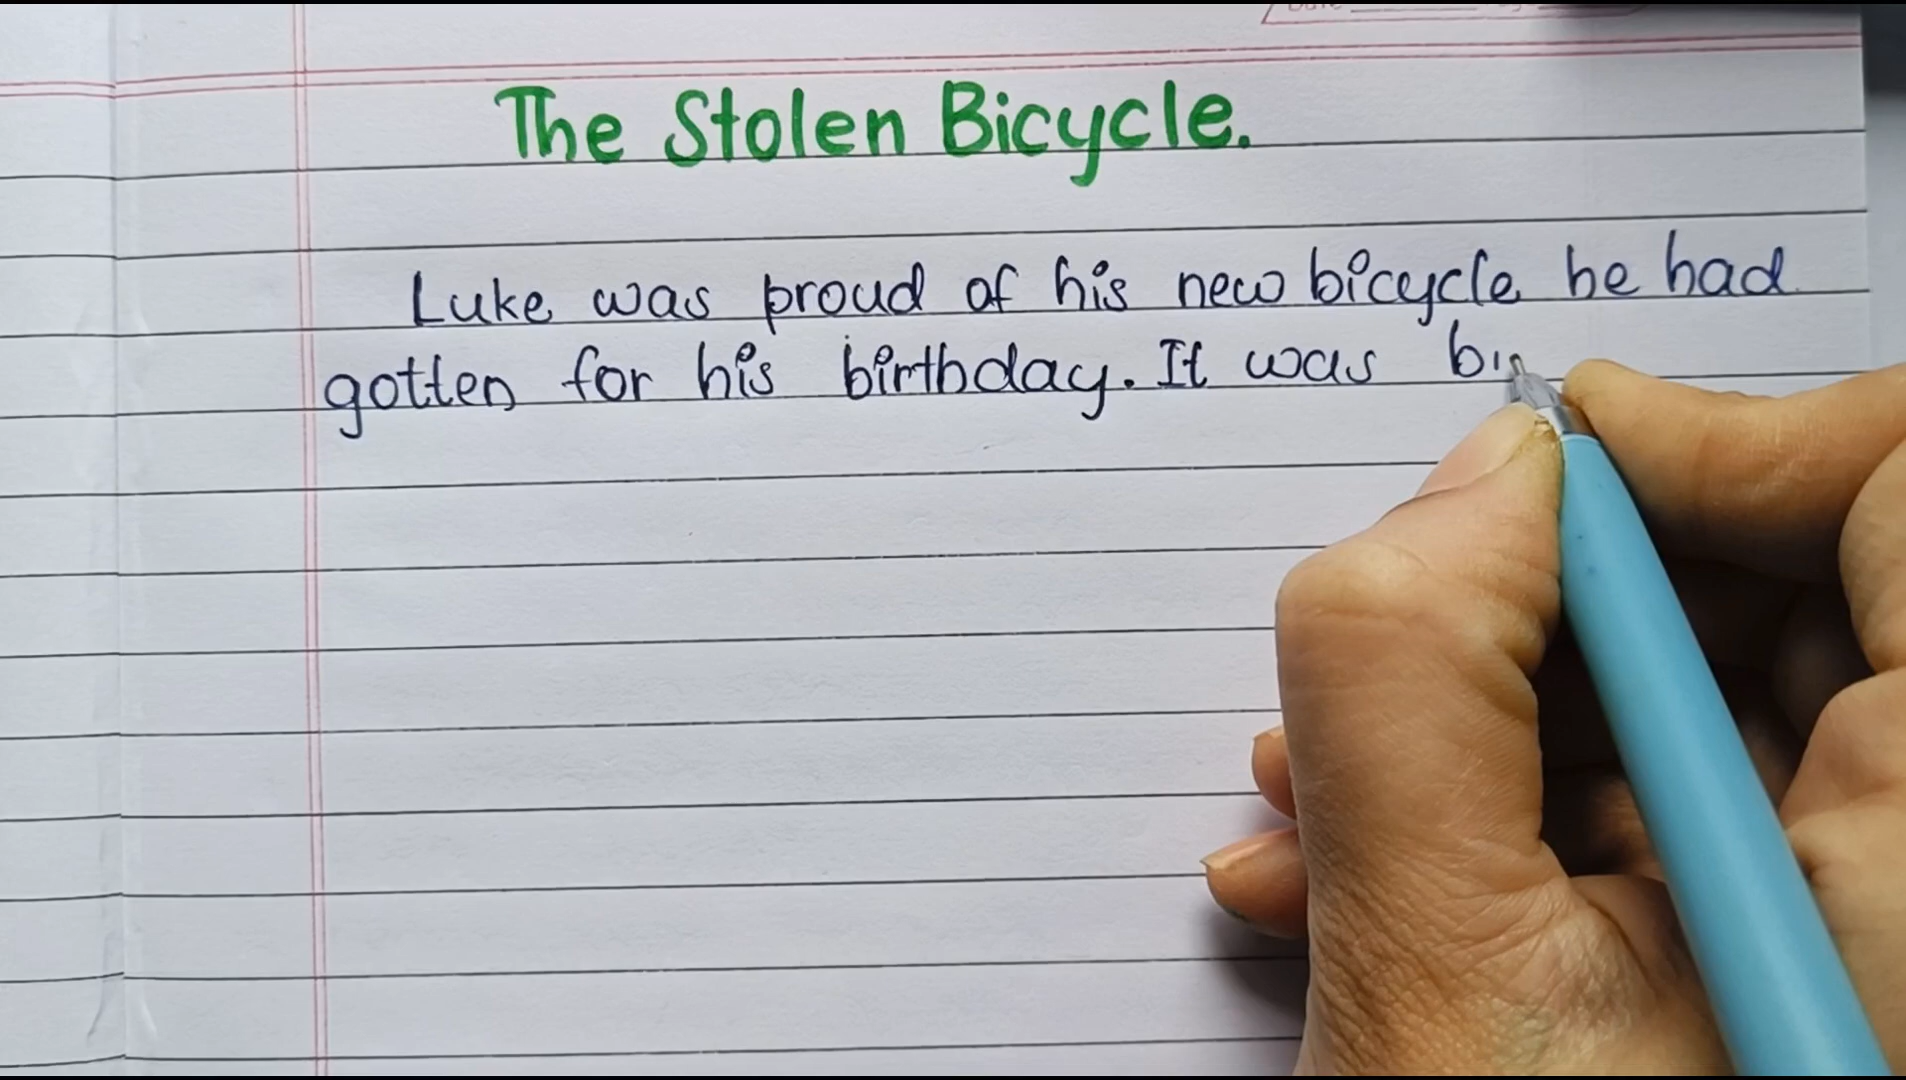 The Stolen Bicycle.
Luke was proud of his new bicycle he had
gotten for his birthday. It was